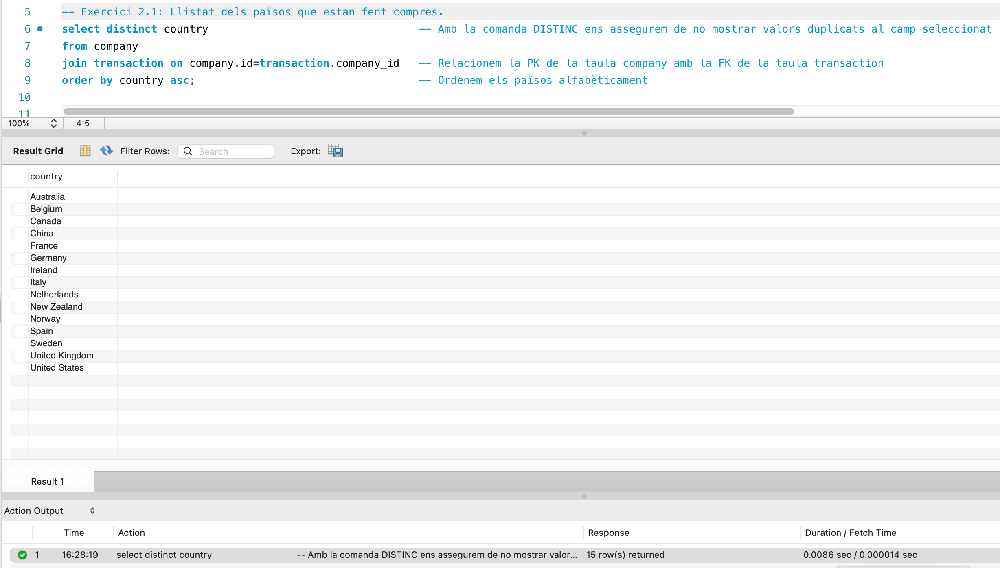 5 -- Exercici 2.1: Llistat dels països que estan fent compres.
6 select distinct country -- Amb la comanda DISTINC ens assegurem de no mostrar valors duplicats al camp seleccionat
7 from company
8 join transaction on company.id=transaction.company_id -- Relacionem la PK de la taula company amb la FK de la taula transaction
9 order by country asc; -- Ordenem els països alfabèticament
10
11
100% 4:5
Result Grid Filter Rows: Search Export:
country
Australia
Belgium
Canada
China
France
Germany
Ireland
Italy
Netherlands
New Zealand
Norway
Spain
Sweden
United Kingdom
United States
Result 1
Action Output
Time Action Response Duration / Fetch Time
1 16:28:19 select distinct country -- Amb la comanda DISTINC ens assegurem de no mostrar valor... 15 row(s) returned 0.0086 sec / 0.000014 sec